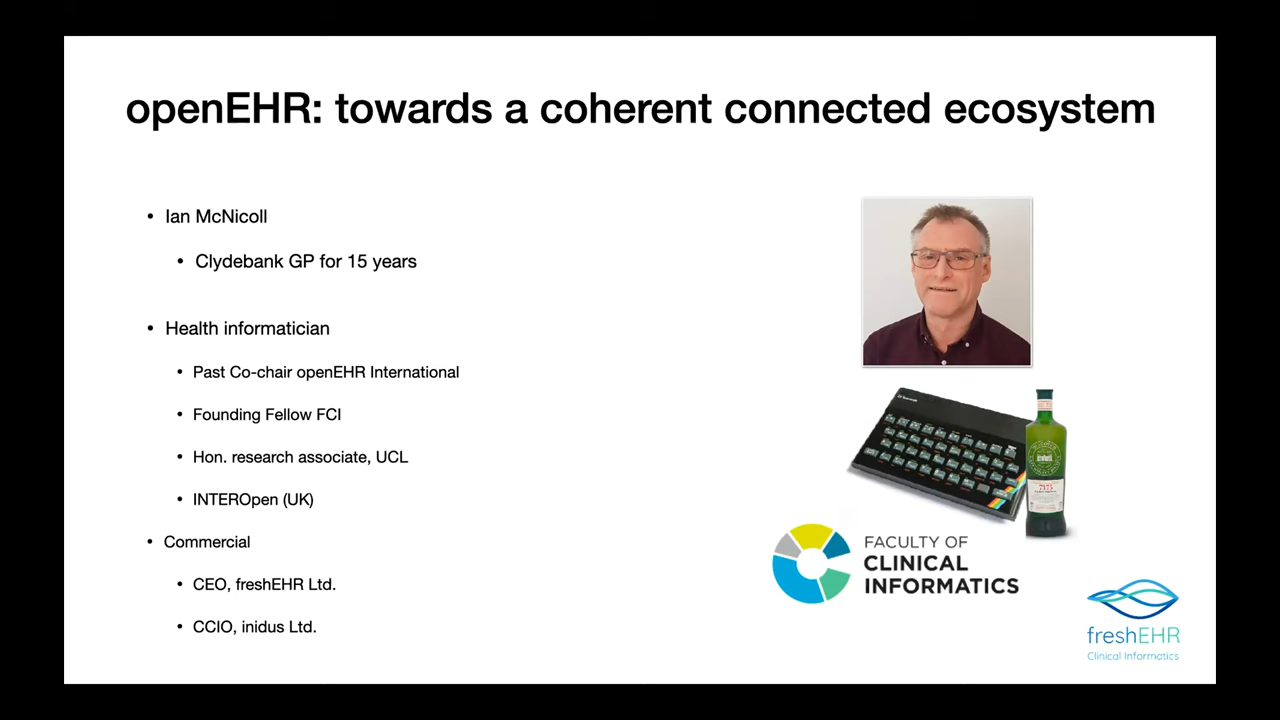 openEHR: towards a coherent connected ecosystem
• Ian McNicoll
• Clydebank GP for 15 years
• Health informatician
• Past Co-chair openEHR International
• Founding Fellow FCI
• Hon. research associate, UCL
• INTEROpen (UK)
• Commercial
• CEO, freshEHR Ltd.
• CCIO, inidus Ltd.
FACULTY OF
CLINICAL
INFORMATICS
freshEHR
Clinical Informatics